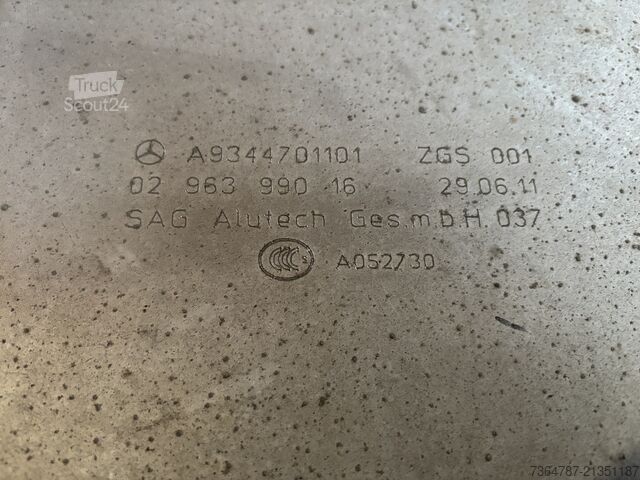 Truck
Scout24
A9344701101 ZGS 001
02 963 990 16 29.06.11
SAG Alutech Ges.m.b.H. 037
CCC S A052730
7364787-21351187